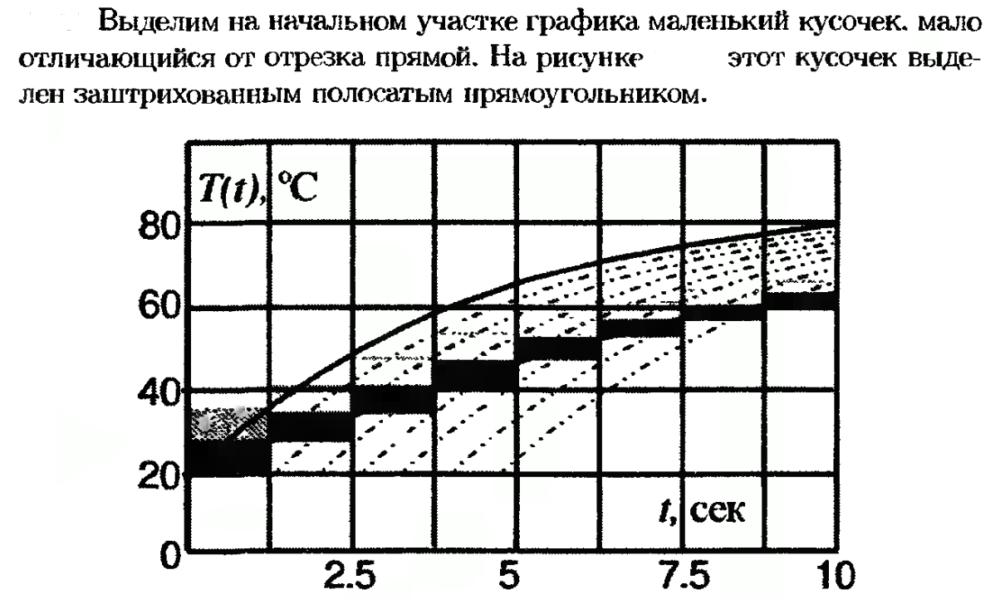 Выделим на начальном участке графика маленький кусочек. мало
отличающийся от отрезка прямой. На рисунке этот кусочек выде-
лен заштрихованным полосатым прямоугольником.
T(t), °C
80
60
40
20
t, сек
0
2.5 5 7.5 10